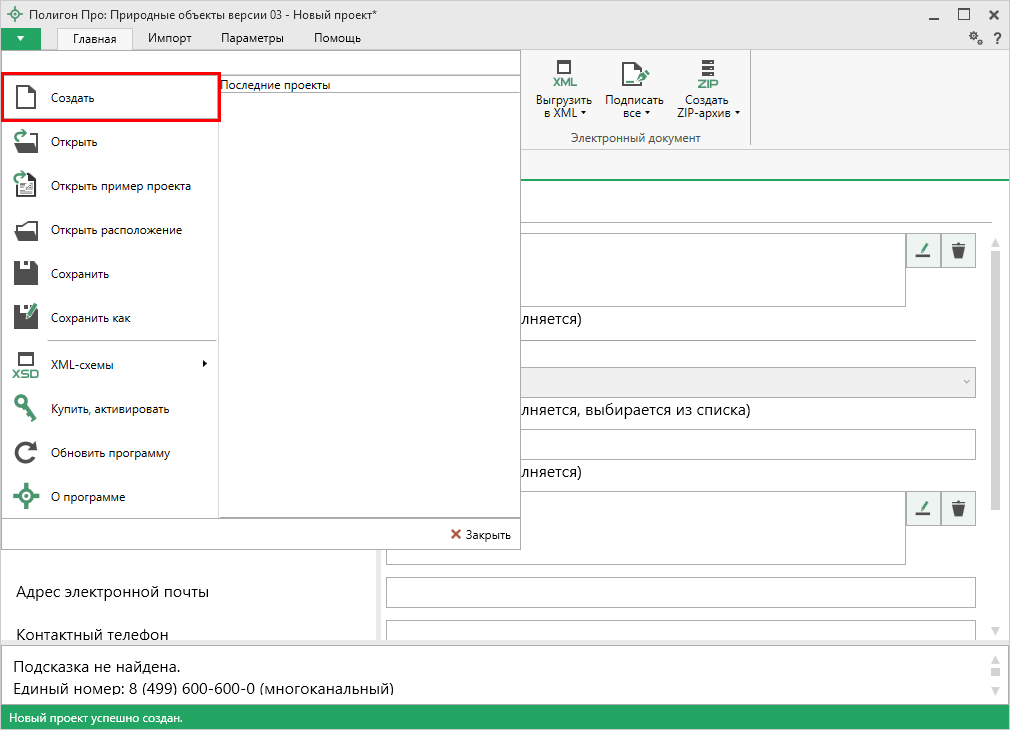 Полигон Про: Природные объекты версии 03 - Новый проект*
Главная
Импорт
Параметры
Помощь
?
Последние проекты
Создать
Открыть
Открыть пример проекта
Открыть расположение
Сохранить
Сохранить как
XSD
XML-схемы
Купить, активировать
Обновить программу
О программе
Закрыть
XML
Выгрузить
в XML
Подписать
все
ZIP
Создать
ZIP-архив
Электронный документ
лняется)
лняется, выбирается из списка)
лняется)
Адрес электронной почты
Контактный телефон
Подсказка не найдена.
Единый номер: 8 (499) 600-600-0 (многоканальный)
Новый проект успешно создан.